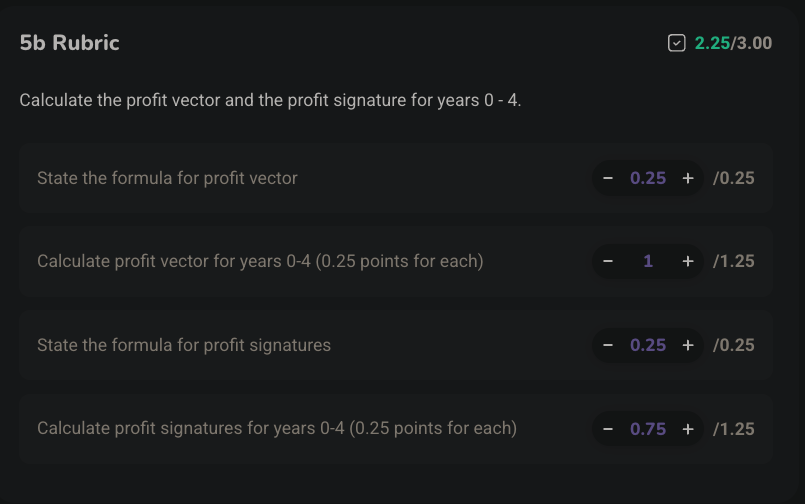 5b Rubric
2.25/3.00
Calculate the profit vector and the profit signature for years 0 - 4.
State the formula for profit vector
− 0.25 + /0.25
Calculate profit vector for years 0-4 (0.25 points for each)
− 1 + /1.25
State the formula for profit signatures
− 0.25 + /0.25
Calculate profit signatures for years 0-4 (0.25 points for each)
− 0.75 + /1.25